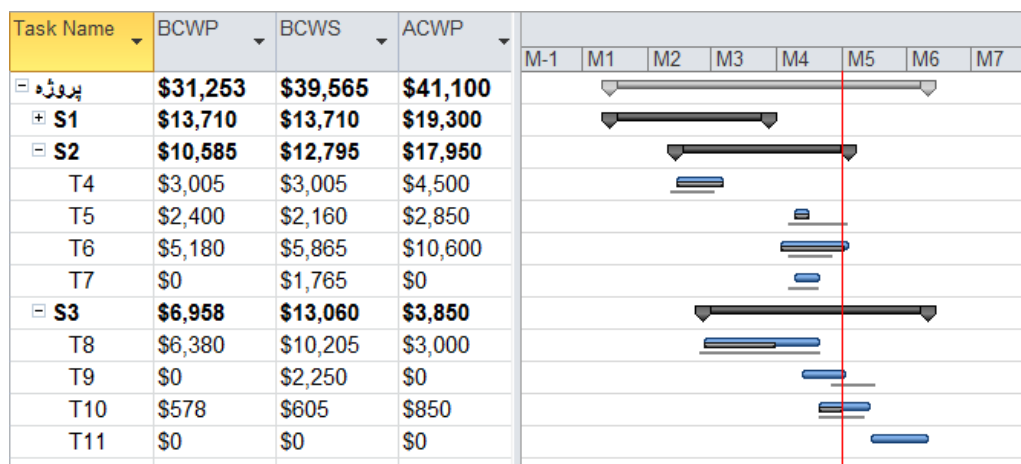 Task Name BCWP BCWS ACWP
M-1 M1 M2 M3 M4 M5 M6 M7
پروژه $31,253 $39,565 $41,100
S1 $13,710 $13,710 $19,300
S2 $10,585 $12,795 $17,950
T4 $3,005 $3,005 $4,500
T5 $2,400 $2,160 $2,850
T6 $5,180 $5,865 $10,600
T7 $0 $1,765 $0
S3 $6,958 $13,060 $3,850
T8 $6,380 $10,205 $3,000
T9 $0 $2,250 $0
T10 $578 $605 $850
T11 $0 $0 $0